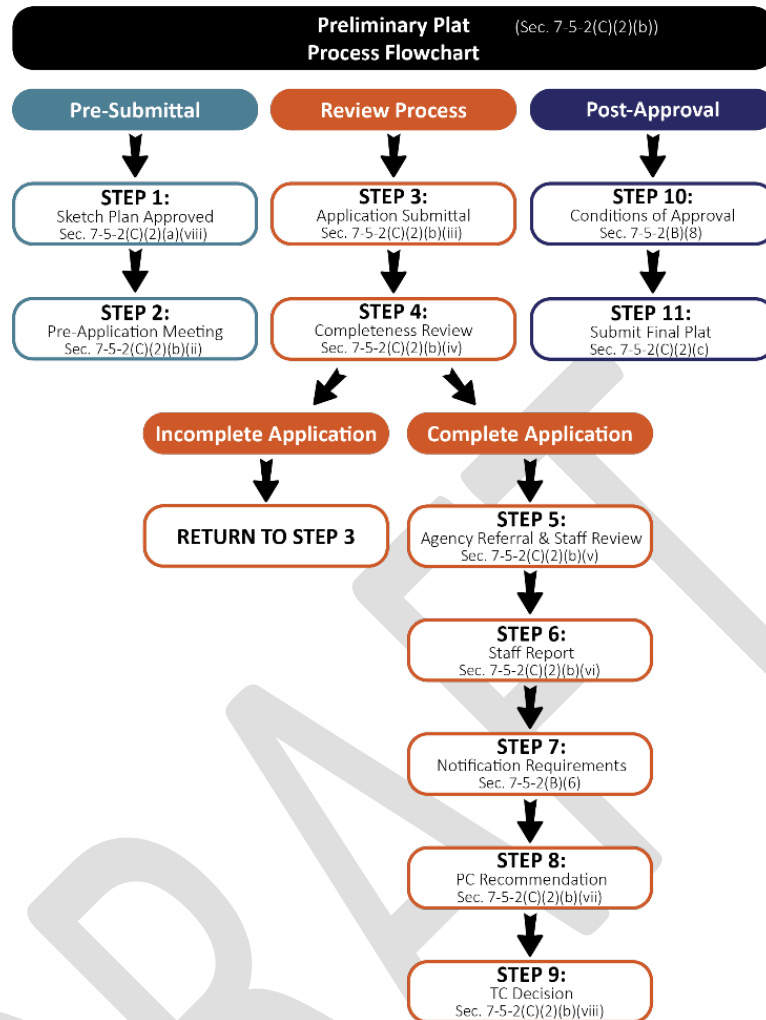 Preliminary Plat (Sec. 7-5-2(C)(2)(b))
Process Flowchart
Pre-Submittal
STEP 1:
Sketch Plan Approved
Sec. 7-5-2(C)(2)(a)(viii)
STEP 2:
Pre-Application Meeting
Sec. 7-5-2(C)(2)(b)(ii)
Review Process
STEP 3:
Application Submittal
Sec. 7-5-2(C)(2)(b)(iii)
STEP 4:
Completeness Review
Sec. 7-5-2(C)(2)(b)(iv)
Incomplete Application
RETURN TO STEP 3
Complete Application
STEP 5:
Agency Referral & Staff Review
Sec. 7-5-2(C)(2)(b)(v)
STEP 6:
Staff Report
Sec. 7-5-2(C)(2)(b)(vi)
STEP 7:
Notification Requirements
Sec. 7-5-2(B)(6)
STEP 8:
PC Recommendation
Sec. 7-5-2(C)(2)(b)(vii)
STEP 9:
TC Decision
Sec. 7-5-2(C)(2)(b)(viii)
Post-Approval
STEP 10:
Conditions of Approval
Sec. 7-5-2(B)(8)
STEP 11:
Submit Final Plat
Sec. 7-5-2(C)(2)(c)
DRAFT